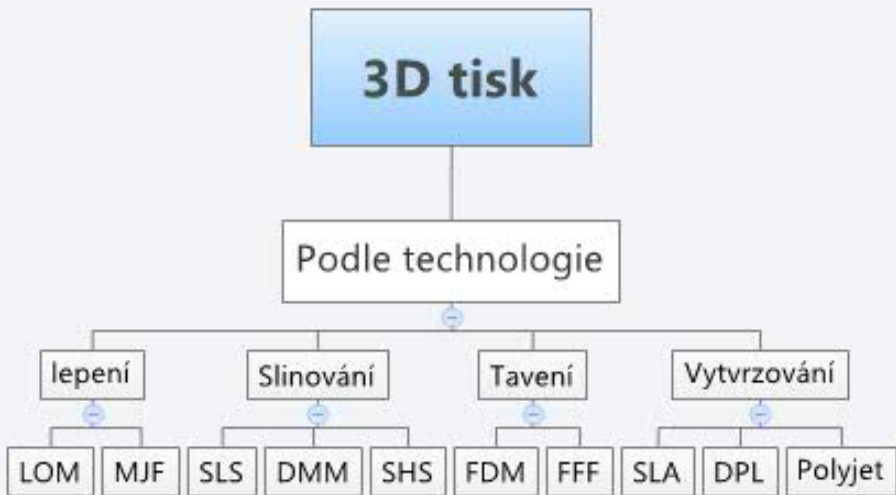 3D tisk
Podle technologie
lepení Slinování Tavení Vytvrzování
LOM MJF SLS DMM SHS FDM FFF SLA DPL Polyjet